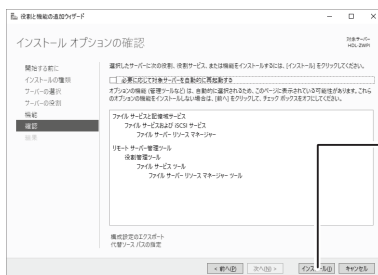 役割と機能の追加ウィザード
インストール オプションの確認
対象サーバー
HDL-ZWP1
開始する前に
インストールの種類
サーバーの選択
サーバーの役割
機能
確認
結果
選択したサーバーに次の役割、役割サービス、または機能をインストールするには、[インストール] をクリックしてください。
必要に応じて対象サーバーを自動的に再起動する
オプションの機能 (管理ツールなど) は、自動的に選択されるため、このページに表示されている可能性があります。これら
のオプションの機能をインストールしない場合は、[前へ] をクリックして、チェック ボックスをオフにしてください。
ファイル サービスと記憶域サービス
ファイル サービスおよび iSCSI サービス
ファイル サーバー リソース マネージャー
リモート サーバー管理ツール
役割管理ツール
ファイル サービス ツール
ファイル サーバー リソース マネージャー ツール
構成設定のエクスポート
代替ソース パスの指定
< 前へ(P) 次へ(N) > インストール(I) キャンセル